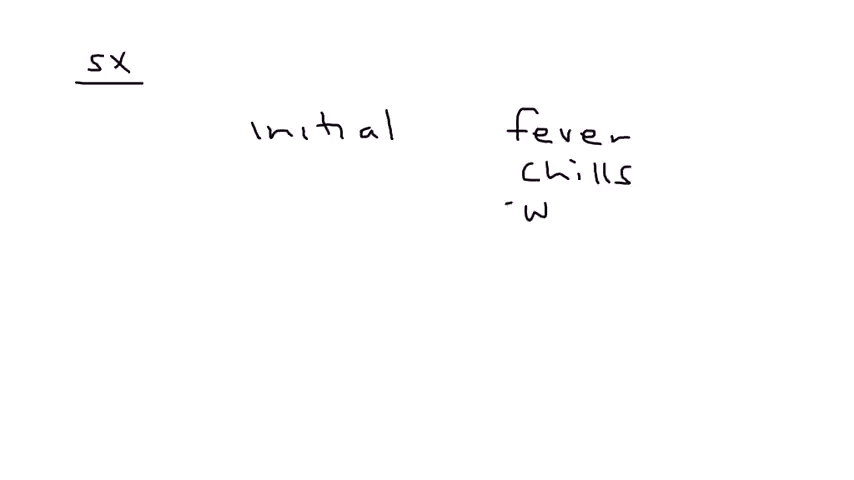 sx
initial fever
chills
- w